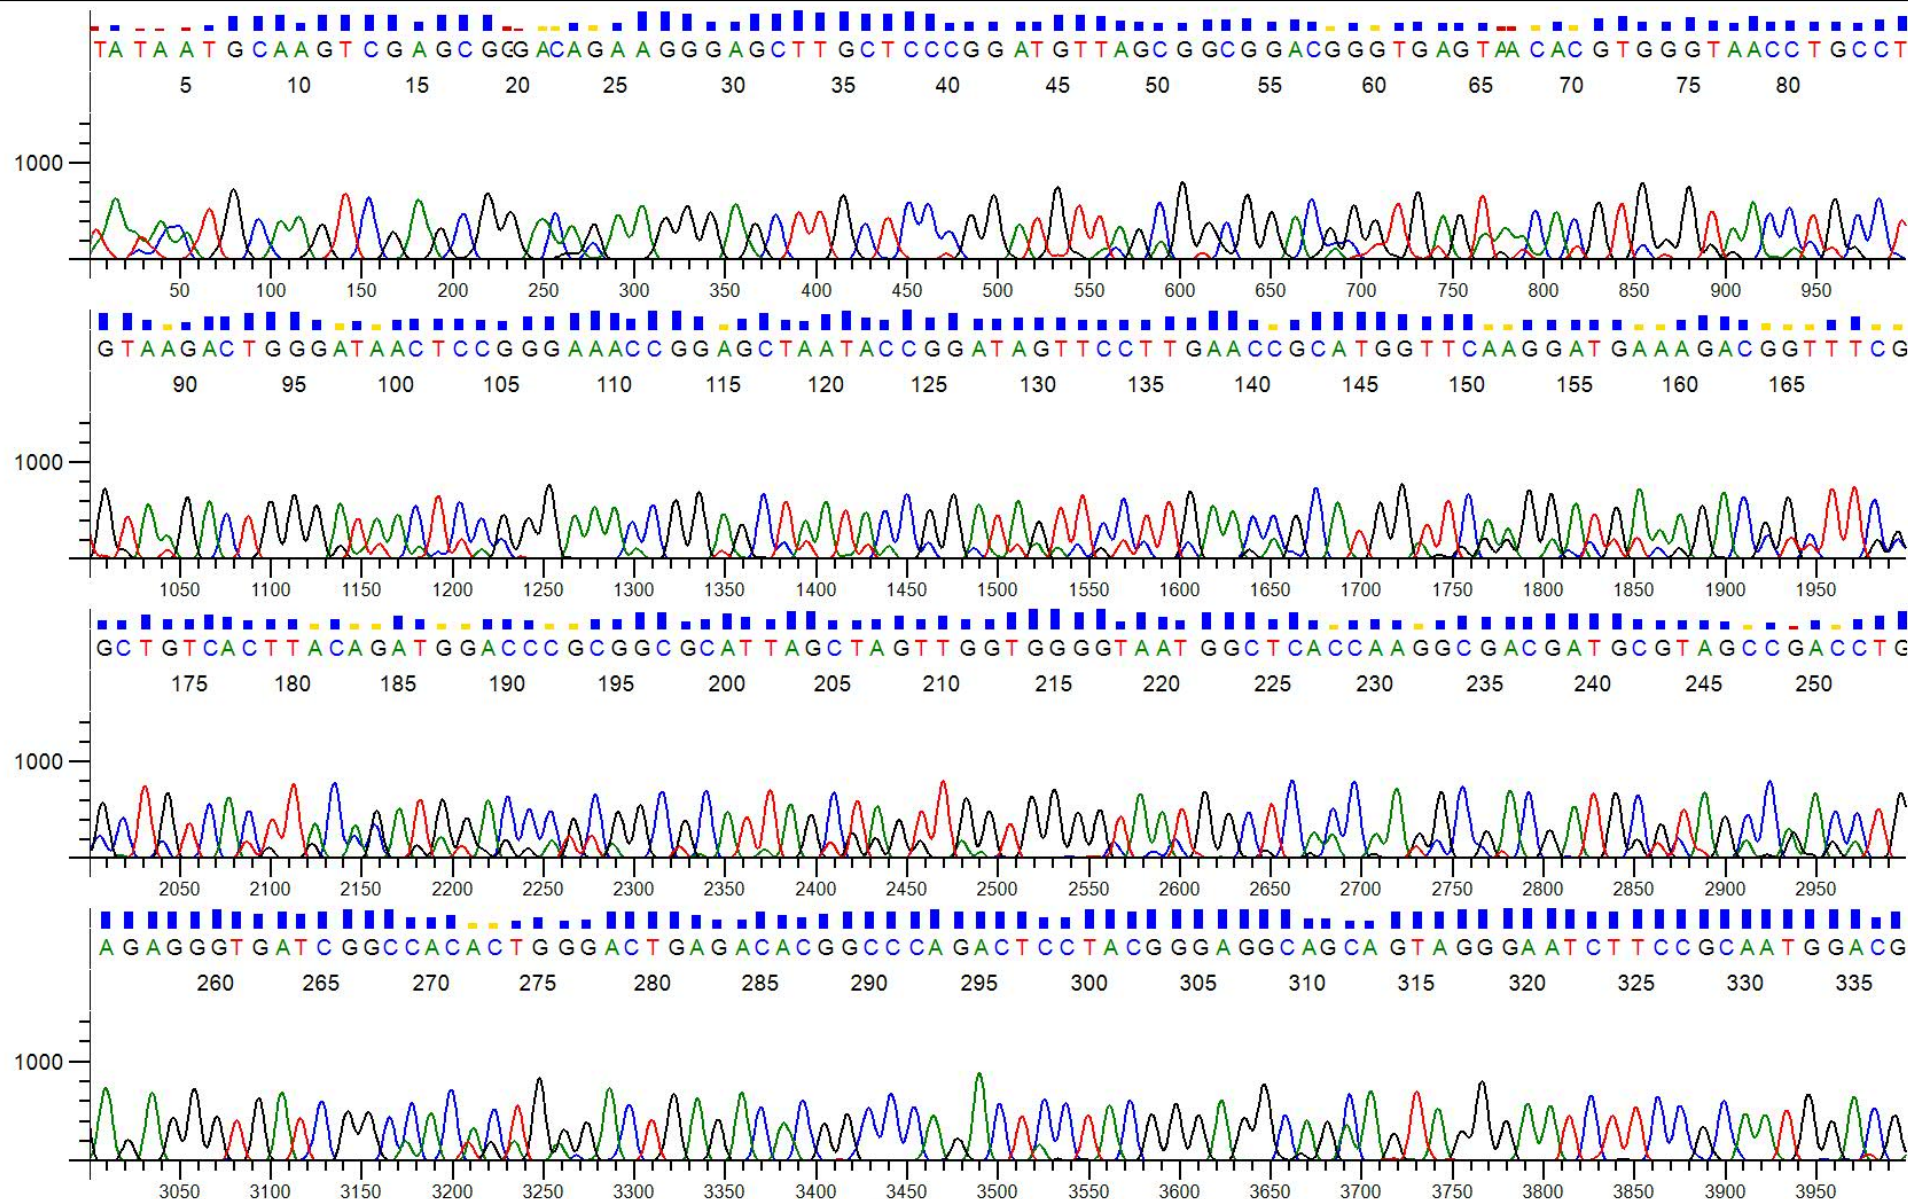 TATAATGCAAGTCGAGCGGGACAGAAGGGAGCTTGCTCCCGGATGTTAGCGGCGGACGGGTGAGTAACACGTGGGTAACCTGCCT
5 10 15 20 25 30 35 40 45 50 55 60 65 70 75 80
1000
50 100 150 200 250 300 350 400 450 500 550 600 650 700 750 800 850 900 950
GTAAGACTGGGATAACTCCGGGAAACCGGAGCTAATACCGGATAGTTCCTTGAACCGCATGGTTCAAGGATGAAAGACGGTTTCG
90 95 100 105 110 115 120 125 130 135 140 145 150 155 160 165
1000
1050 1100 1150 1200 1250 1300 1350 1400 1450 1500 1550 1600 1650 1700 1750 1800 1850 1900 1950
GCTGTCACTTACAGATGGACCCGCGGCGCATTAGCTAGTTGGTGGGGTAATGGCTCACCAAGGCGACGATGCGTAGCCGACCTG
175 180 185 190 195 200 205 210 215 220 225 230 235 240 245 250
1000
2050 2100 2150 2200 2250 2300 2350 2400 2450 2500 2550 2600 2650 2700 2750 2800 2850 2900 2950
AGAGGGTGATCGGCCACACTGGGACTGAGACACGGCCCAGACTCCTACGGGAGGCAGCAGTAGGGAATCTTCCGCAATGGACG
260 265 270 275 280 285 290 295 300 305 310 315 320 325 330 335
1000
3050 3100 3150 3200 3250 3300 3350 3400 3450 3500 3550 3600 3650 3700 3750 3800 3850 3900 3950